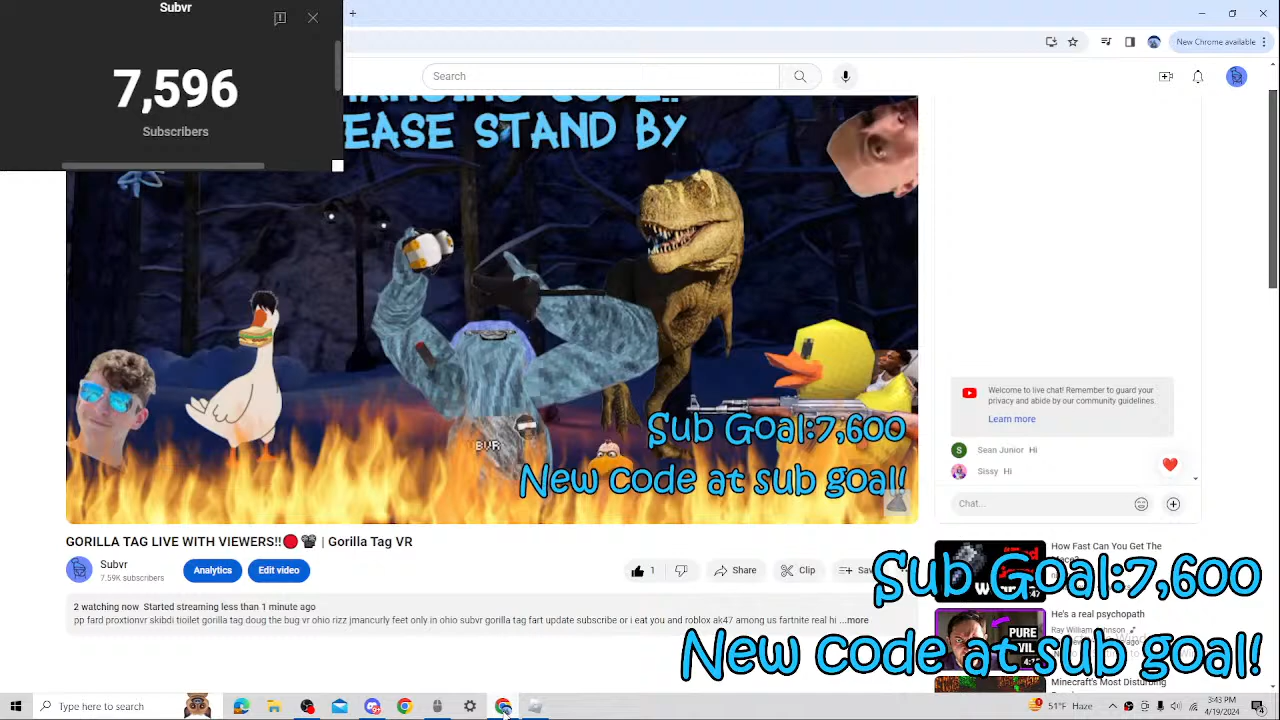 Subvr
7,596
Subscribers
New Chrome available
Search
EASE STAND BY
BVR
Sub Goal:7,600
New code at sub goal!
Welcome to live chat! Remember to guard your
privacy and abide by our community guidelines.
Learn more
Sean Junior Hi
Sissy Hi
Chat...
GORILLA TAG LIVE WITH VIEWERS!!🔴📽 | Gorilla Tag VR
Subvr
7.59K subscribers
Analytics
Edit video
1
Share
Clip
2 watching now Started streaming less than 1 minute ago
pp fard proxtionvr skibdi tioilet gorilla tag doug the bug vr ohio rizz jmancurly feet only in ohio subvr gorilla tag fart update subscribe or i eat you and roblox ak47 among us fartnite real hi ...more
How Fast Can You Get The
He's a real psychopath
Ray William Johnson
PURE
Sub Goal:7,600
New code at sub goal!
Minecraft's Most Disturbing
Type here to search
51°F Haze
3:43 PM
4/19/2024